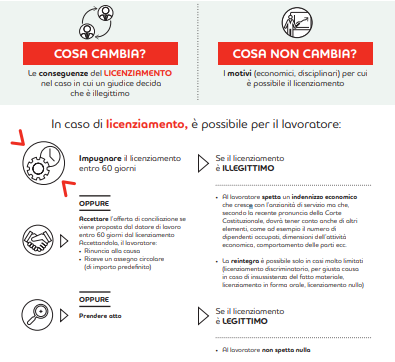 COSA CAMBIA?
Le conseguenze del LICENZIAMENTO
nel caso in cui un giudice decida
che è illegittimo
COSA NON CAMBIA?
I motivi (economici, disciplinari) per cui
è possibile il licenziamento
In caso di licenziamento, è possibile per il lavoratore:
Impugnare il licenziamento
entro 60 giorni
Se il licenziamento
è ILLEGITTIMO
• Al lavoratore spetta un indennizzo economico
che cresce con l'anzianità di servizio ma che,
secondo la recente pronuncia della Corte
Costituzionale, dovrà tener conto anche di altri
elementi, come ad esempio il numero di
dipendenti occupati, dimensioni dell'attività
economica, comportamento delle parti ecc.
• La reintegra è possibile solo in casi molto limitati
(licenziamento discriminatorio, per giusta causa
in caso di insussistenza del fatto materiale,
licenziamento in forma orale, licenziamento nullo)
OPPURE
Accettare l'offerta di conciliazione se
viene proposta dal datore di lavoro
entro 60 giorni dal licenziamento
Accettandola, il lavoratore:
• Rinuncia alla causa
• Riceve un assegno circolare
(di importo predefinito)
OPPURE
Prendere atto
Se il licenziamento
è LEGITTIMO
• Al lavoratore non spetta nulla